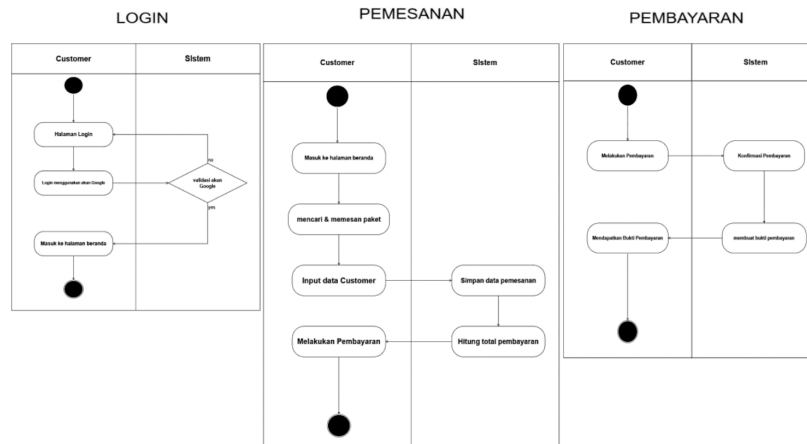 LOGIN
Customer
Sistem
Halaman Login
no
Login menggunakan akun Google
validasi akun
Google
yes
Masuk ke halaman beranda
PEMESANAN
Customer
Sistem
Masuk ke halaman beranda
mencari & memesan paket
Input data Customer
Simpan data pemesanan
Melakukan Pembayaran
Hitung total pembayaran
PEMBAYARAN
Customer
Sistem
Melakukan Pembayaran
Konfirmasi Pembayaran
Mendapatkan Bukti Pembayaran
membuat bukti pembayaran